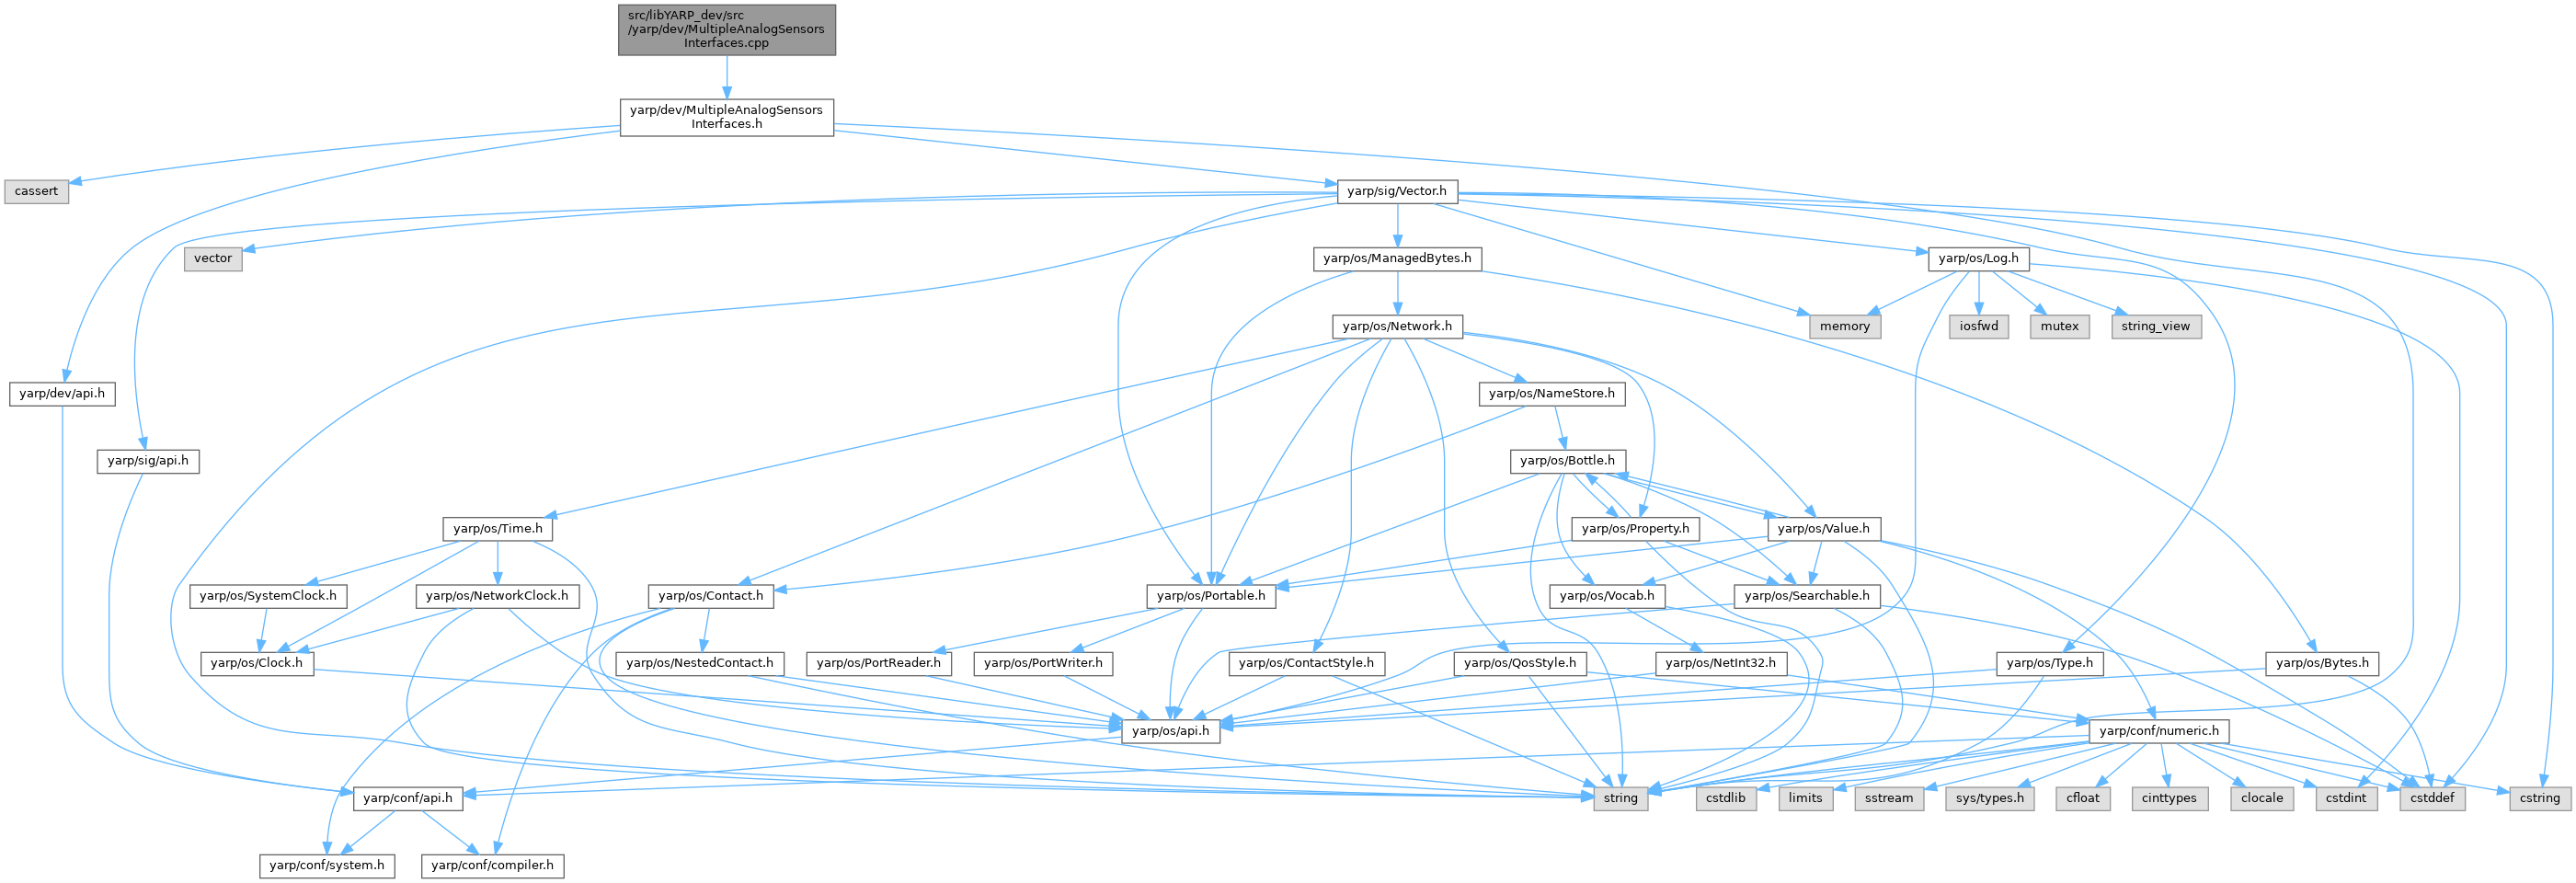 src/libYARP_dev/src
/yarp/dev/MultipleAnalogSensors
Interfaces.cpp
yarp/dev/MultipleAnalogSensors
Interfaces.h
cassert
yarp/sig/Vector.h
vector
yarp/os/ManagedBytes.h
yarp/os/Log.h
yarp/os/Network.h
memory
iosfwd
mutex
string_view
yarp/dev/api.h
yarp/os/NameStore.h
yarp/sig/api.h
yarp/os/Bottle.h
yarp/os/Time.h
yarp/os/Property.h
yarp/os/Value.h
yarp/os/SystemClock.h
yarp/os/NetworkClock.h
yarp/os/Contact.h
yarp/os/Portable.h
yarp/os/Vocab.h
yarp/os/Searchable.h
yarp/os/Clock.h
yarp/os/NestedContact.h
yarp/os/PortReader.h
yarp/os/PortWriter.h
yarp/os/ContactStyle.h
yarp/os/QosStyle.h
yarp/os/NetInt32.h
yarp/os/Type.h
yarp/os/Bytes.h
yarp/os/api.h
yarp/conf/numeric.h
yarp/conf/api.h
string
cstdlib
limits
sstream
sys/types.h
cfloat
cinttypes
clocale
cstdint
cstddef
cstring
yarp/conf/system.h
yarp/conf/compiler.h